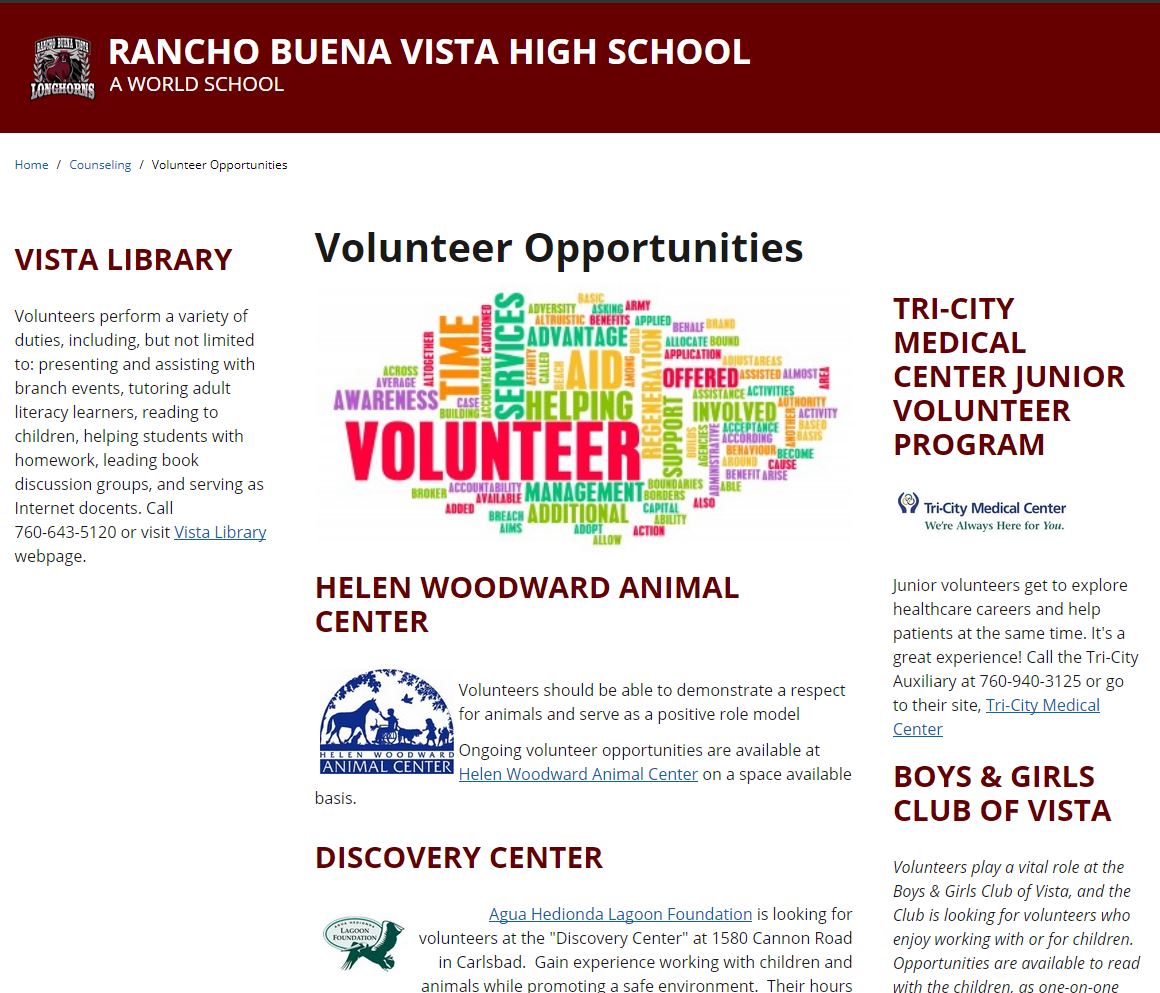 RANCHO BUENA VISTA
LONGHORNS
RANCHO BUENA VISTA HIGH SCHOOL
A WORLD SCHOOL
Home / Counseling / Volunteer Opportunities
VISTA LIBRARY
Volunteers perform a variety of
duties, including, but not limited
to: presenting and assisting with
branch events, tutoring adult
literacy learners, reading to
children, helping students with
homework, leading book
discussion groups, and serving as
Internet docents. Call
760-643-5120 or visit Vista Library
webpage.
Volunteer Opportunities
BASIC
ADVERSITY
ASKING
ARMY
ALTRUISTIC
BENEFITS
APPLIED
BEHALF
BRAND
TIME
CAUTIONED
SERVICES
ADVANTAGE
BUILD
ALLOCATE
BOUND
ALTOGETHER
APPLICATION
ACROSS
AVERAGE
ACCOUNTABLE
AFFINITY
CALLED
BEACH
AID
AMONG
REGENERATION
ADJUST
AREAS
OFFERED
ASSISTED
ALMOST
AREA
AWARENESS
CASE
BUILDING
HELPING
ASSISTANCE
ACTIVITIES
SUPPORT
INVOLVED
AUTHORITY
ANOTHER
ACTIVITY
VOLUNTEER
BUILDS
AGENCIES
ADMINISTRATIVE
ACCEPTANCE
ACCORDING
BASED
BASIS
BEHAVIOUR
BECOME
AROUND
CAUSE
BENEFIT
ARISE
BROKER
ACCOUNTABILITY
AVAILABLE
MANAGEMENT
BOUNDARIES
BORDERS
ABLE
ALSO
ADDED
BREACH
AIMS
ADDITIONAL
CAPITAL
ABILITY
ADOPT
ACTION
ALLOW
HELEN WOODWARD ANIMAL
CENTER
HELEN WOODWARD
ANIMAL CENTER
Volunteers should be able to demonstrate a respect
for animals and serve as a positive role model
Ongoing volunteer opportunities are available at
Helen Woodward Animal Center on a space available
basis.
DISCOVERY CENTER
AGUA HEDIONDA
LAGOON
FOUNDATION
Agua Hedionda Lagoon Foundation is looking for
volunteers at the "Discovery Center" at 1580 Cannon Road
in Carlsbad. Gain experience working with children and
animals while promoting a safe environment. Their hours
TRI-CITY
MEDICAL
CENTER JUNIOR
VOLUNTEER
PROGRAM
Tri-City Medical Center
We're Always Here for You.
Junior volunteers get to explore
healthcare careers and help
patients at the same time. It's a
great experience! Call the Tri-City
Auxiliary at 760-940-3125 or go
to their site, Tri-City Medical
Center
BOYS & GIRLS
CLUB OF VISTA
Volunteers play a vital role at the
Boys & Girls Club of Vista, and the
Club is looking for volunteers who
enjoy working with or for children.
Opportunities are available to read
with the children, as one-on-one